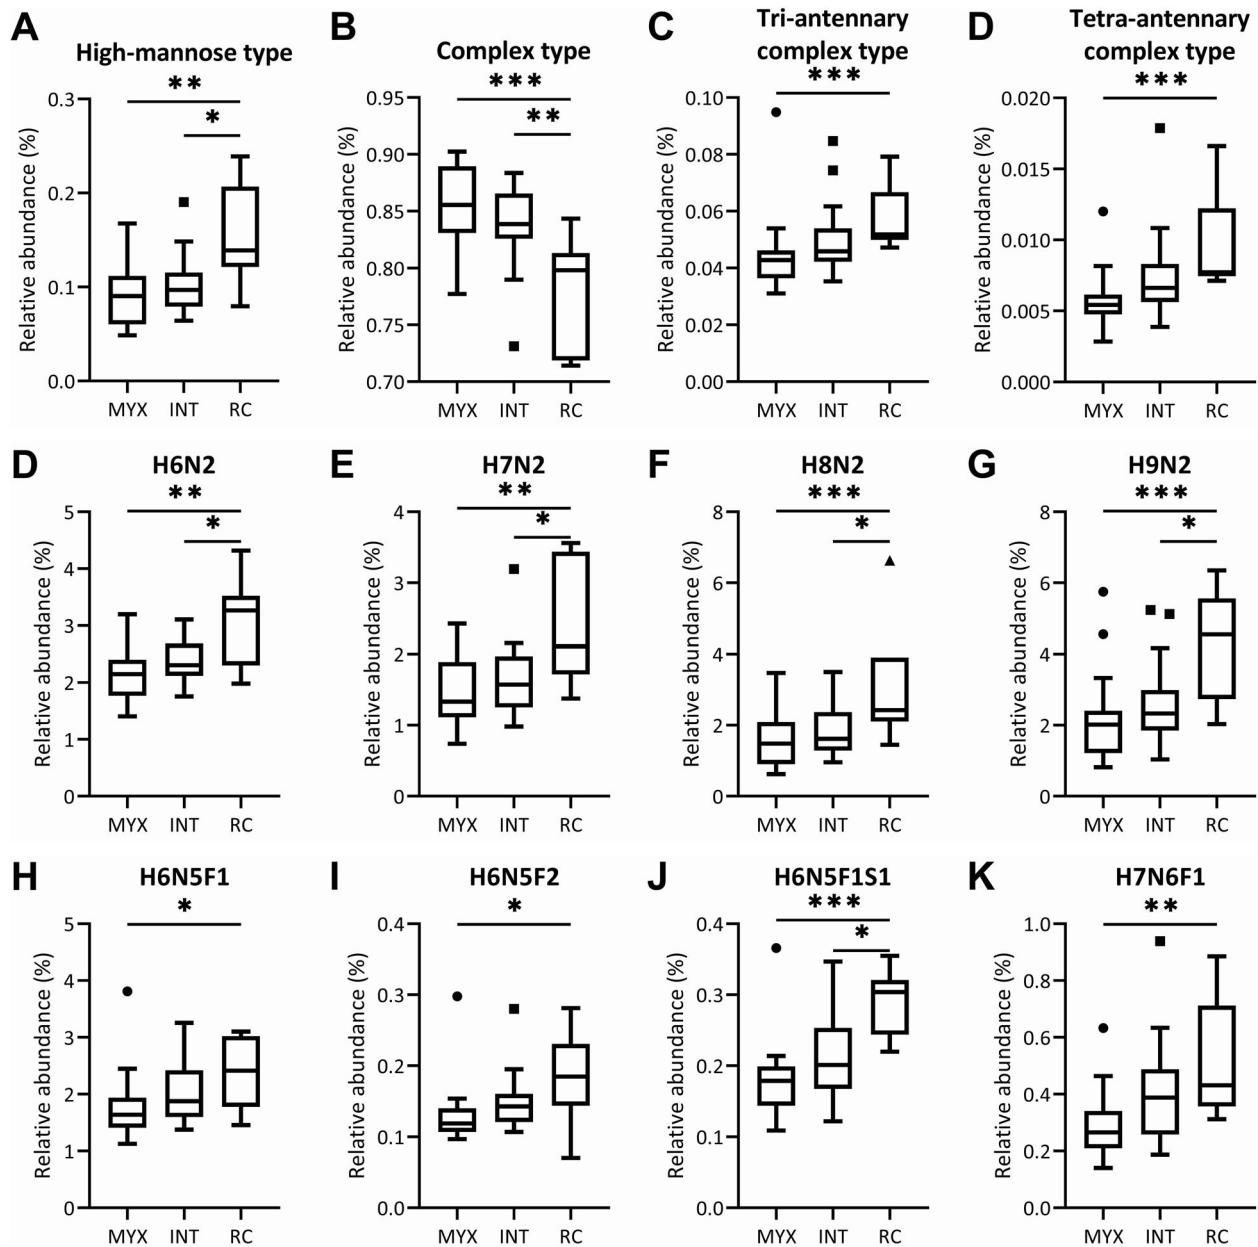 A
High-mannose type
**
*
Relative abundance (%)
0.3
0.2
0.1
0.0
MYX INT RC
B
Complex type
***
**
Relative abundance (%)
0.95
0.90
0.85
0.80
0.75
0.70
MYX INT RC
C
Tri-antennary
complex type
***
Relative abundance (%)
0.10
0.08
0.06
0.04
0.02
0.00
MYX INT RC
D
Tetra-antennary
complex type
***
Relative abundance (%)
0.020
0.015
0.010
0.005
0.000
MYX INT RC
D
H6N2
**
*
Relative abundance (%)
5
4
3
2
1
0
MYX INT RC
E
H7N2
**
*
Relative abundance (%)
4
3
2
1
0
MYX INT RC
F
H8N2
***
*
Relative abundance (%)
8
6
4
2
0
MYX INT RC
G
H9N2
***
*
Relative abundance (%)
8
6
4
2
0
MYX INT RC
H
H6N5F1
*
Relative abundance (%)
5
4
3
2
1
0
MYX INT RC
I
H6N5F2
*
Relative abundance (%)
0.4
0.3
0.2
0.1
0.0
MYX INT RC
J
H6N5F1S1
***
*
Relative abundance (%)
0.4
0.3
0.2
0.1
0.0
MYX INT RC
K
H7N6F1
**
Relative abundance (%)
1.0
0.8
0.6
0.4
0.2
0.0
MYX INT RC